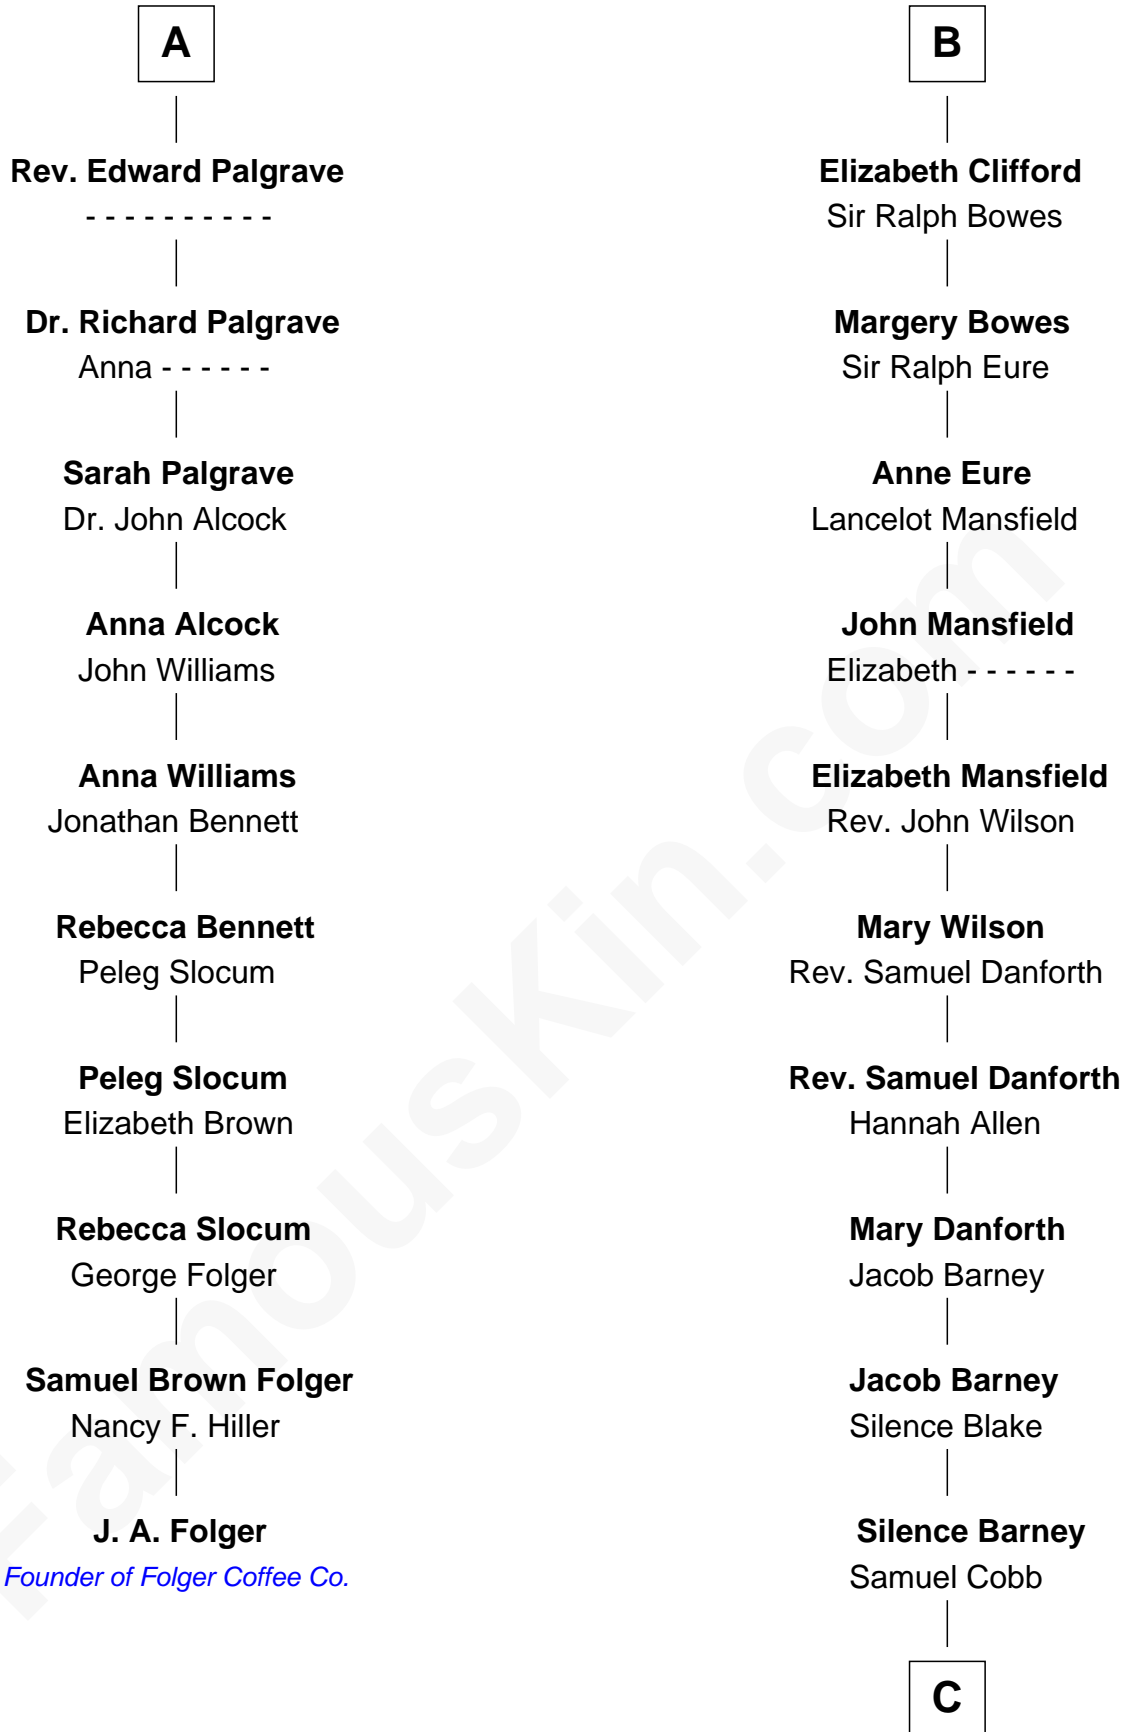 A
Rev. Edward Palgrave
- - - - - - - - - -
Dr. Richard Palgrave
Anna - - - - - -
Sarah Palgrave
Dr. John Alcock
Anna Alcock
John Williams
Anna Williams
Jonathan Bennett
Rebecca Bennett
Peleg Slocum
Peleg Slocum
Elizabeth Brown
Rebecca Slocum
George Folger
Samuel Brown Folger
Nancy F. Hiller
J. A. Folger
Founder of Folger Coffee Co.
B
Elizabeth Clifford
Sir Ralph Bowes
Margery Bowes
Sir Ralph Eure
Anne Eure
Lancelot Mansfield
John Mansfield
Elizabeth - - - - - -
Elizabeth Mansfield
Rev. John Wilson
Mary Wilson
Rev. Samuel Danforth
Rev. Samuel Danforth
Hannah Allen
Mary Danforth
Jacob Barney
Jacob Barney
Silence Blake
Silence Barney
Samuel Cobb
C
FamousKin.com